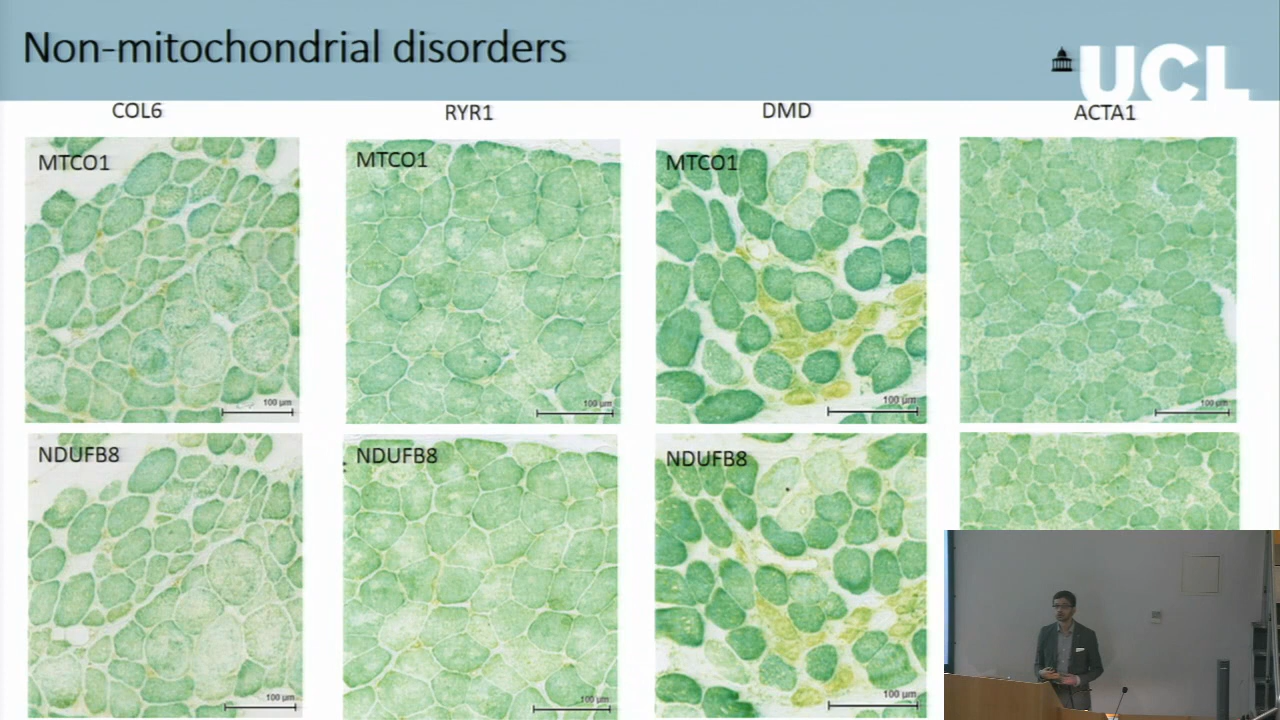 Non-mitochondrial disorders
UCL
COL6
RYR1
DMD
ACTA1
MTCO1
MTCO1
MTCO1
100 µm
100 µm
100 µm
100 µm
NDUFB8
NDUFB8
NDUFB8
100 µm
100 µm
100 µm